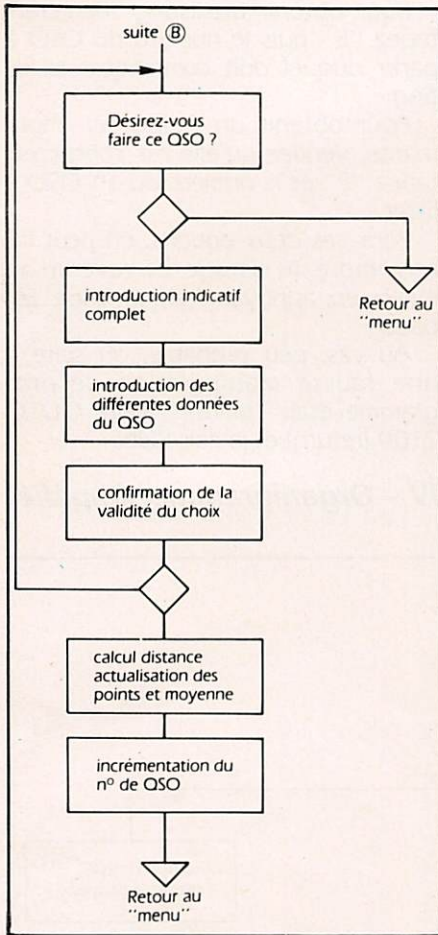 suite Ⓑ
Désirez-vous
faire ce QSO ?
Retour au
"menu"
introduction indicatif
complet
introduction des
différentes données
du QSO
confirmation de la
validité du choix
calcul distance
actualisation des
points et moyenne
incrémentation du
nº de QSO
Retour au
"menu"